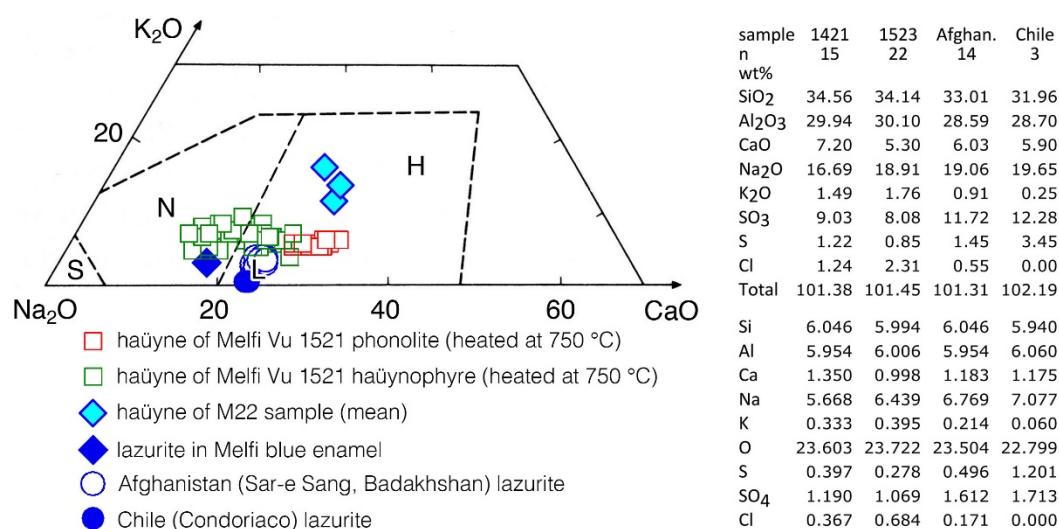 K2O
20
N
H
S
L
Na2O
20
40
60
CaO
haüyne of Melfi Vu 1521 phonolite (heated at 750 °C)
haüyne of Melfi Vu 1521 haüynophyre (heated at 750 °C)
haüyne of M22 sample (mean)
lazurite in Melfi blue enamel
Afghanistan (Sar-e Sang, Badakhshan) lazurite
Chile (Condoriaco) lazurite
sample 1421 1523 Afghan. Chile
n 15 22 14 3
wt%
SiO2 34.56 34.14 33.01 31.96
Al2O3 29.94 30.10 28.59 28.70
CaO 7.20 5.30 6.03 5.90
Na2O 16.69 18.91 19.06 19.65
K2O 1.49 1.76 0.91 0.25
SO3 9.03 8.08 11.72 12.28
S 1.22 0.85 1.45 3.45
Cl 1.24 2.31 0.55 0.00
Total 101.38 101.45 101.31 102.19
Si 6.046 5.994 6.046 5.940
Al 5.954 6.006 5.954 6.060
Ca 1.350 0.998 1.183 1.175
Na 5.668 6.439 6.769 7.077
K 0.333 0.395 0.214 0.060
O 23.603 23.722 23.504 22.799
S 0.397 0.278 0.496 1.201
SO4 1.190 1.069 1.612 1.713
Cl 0.367 0.684 0.171 0.000